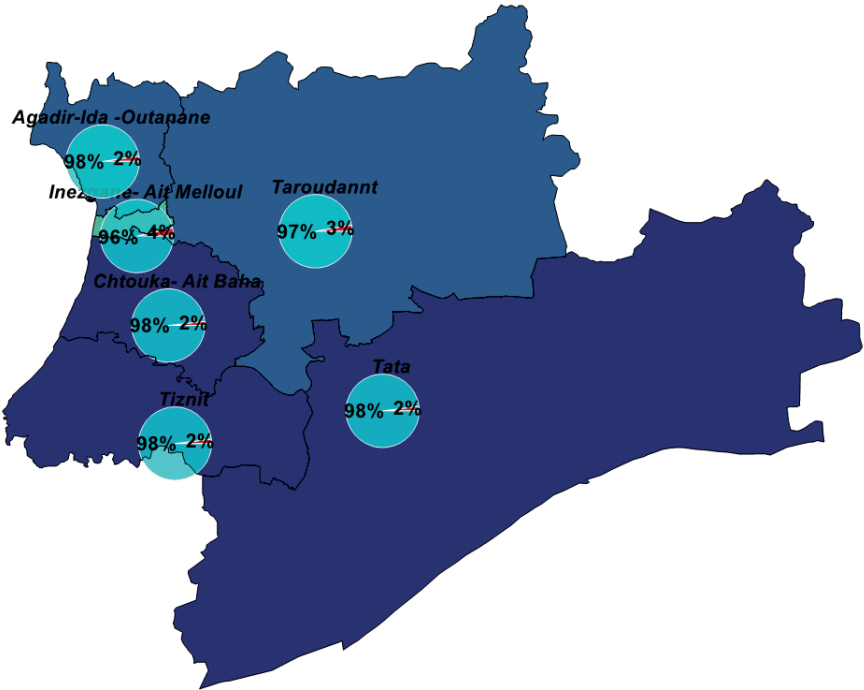 Agadir-Ida -Outanane
98% 2%
Inezgane- Ait Melloul
96% 4%
Taroudannt
97% 3%
Chtouka- Ait Baha
98% 2%
Tata
98% 2%
Tiznit
98% 2%